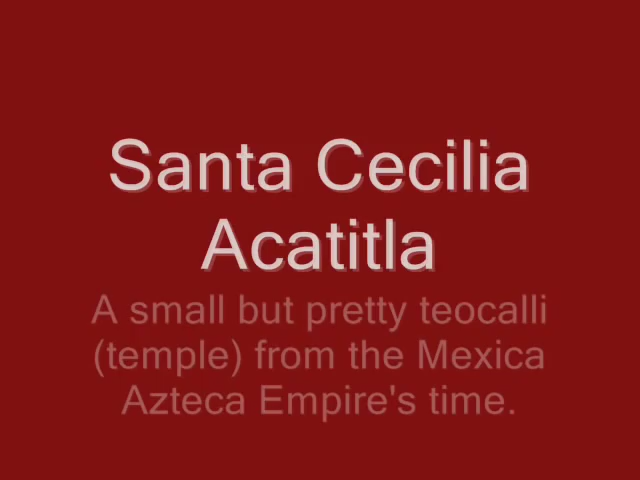 Santa Cecilia
Acatitla
A small but pretty teocalli
(temple) from the Mexica
Azteca Empire's time.